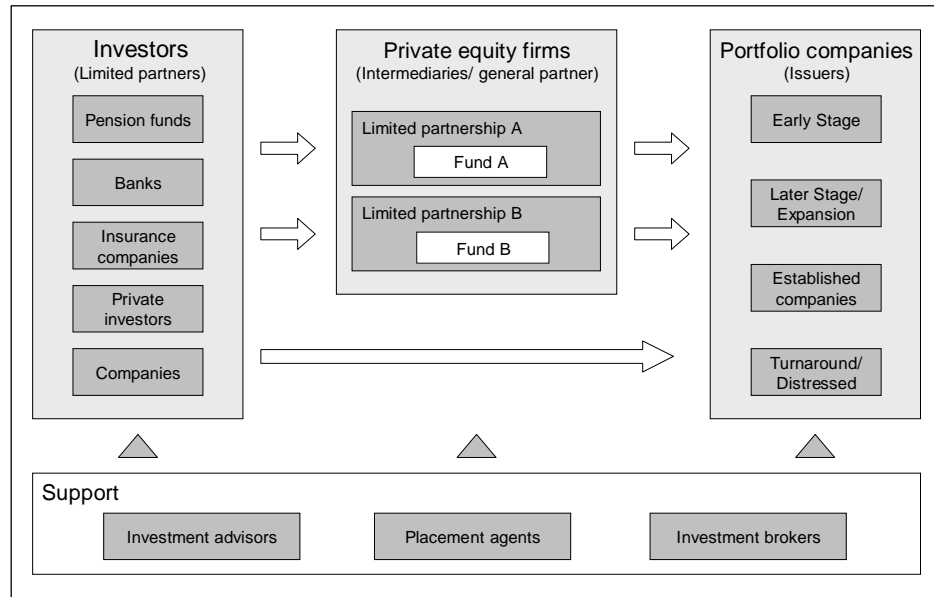 Investors
(Limited partners)
Pension funds
Banks
Insurance
companies
Private
investors
Companies
Private equity firms
(Intermediaries/ general partner)
Limited partnership A
Fund A
Limited partnership B
Fund B
Portfolio companies
(Issuers)
Early Stage
Later Stage/
Expansion
Established
companies
Turnaround/
Distressed
Support
Investment advisors
Placement agents
Investment brokers